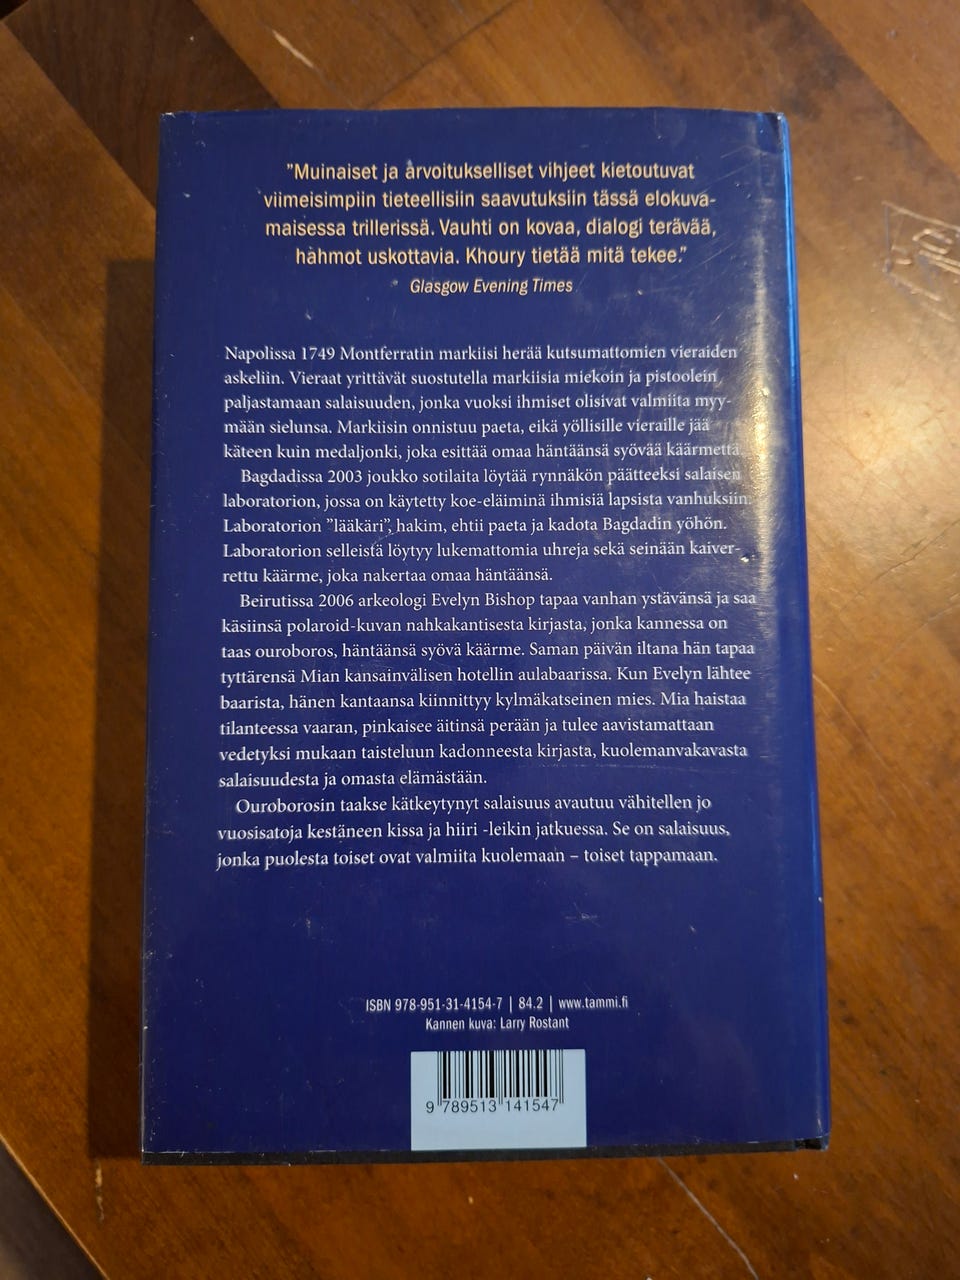 ”Muinaiset ja arvoitukselliset vihjeet kietoutuvat
viimeisimpiin tieteellisiin saavutuksiin tässä elokuva-
maisessa trillerissä. Vauhti on kovaa, dialogi terävää,
hahmot uskottavia. Khoury tietää mitä tekee.”
Glasgow Evening Times
Napolissa 1749 Montferratin markiisi herää kutsumattomien vieraiden
askeliin. Vieraat yrittävät suostutella markiisia miekoin ja pistoolein
paljastamaan salaisuuden, jonka vuoksi ihmiset olisivat valmiita myy-
mään sielunsa. Markiisin onnistuu paeta, eikä yöllisille vieraille jää
käteen kuin medaljonki, joka esittää omaa häntäänsä syövää käärmettä.
Bagdadissa 2003 joukko sotilaita löytää rynnäkön päätteeksi salaisen
laboratorion, jossa on käytetty koe-eläiminä ihmisiä lapsista vanhuksiin.
Laboratorion ”lääkäri”, hakim, ehtii paeta ja kadota Bagdadin yöhön.
Laboratorion selleistä löytyy lukemattomia uhreja sekä seinään kaiver-
rettu käärme, joka nakertaa omaa häntäänsä.
Beirutissa 2006 arkeologi Evelyn Bishop tapaa vanhan ystävänsä ja saa
käsiinsä polaroid-kuvan nahkakantisesta kirjasta, jonka kannessa on
taas ouroboros, häntäänsä syövä käärme. Saman päivän iltana hän tapaa
tyttärensä Mian kansainvälisen hotellin aulabaarissa. Kun Evelyn lähtee
baarista, hänen kantaansa kiinnittyy kylmäkatseinen mies. Mia haistaa
tilanteessa vaaran, pinkaisee äitinsä perään ja tulee aavistamattaan
vedetyksi mukaan taisteluun kadonneesta kirjasta, kuolemanvakavasta
salaisuudesta ja omasta elämästään.
Ouroborosin taakse kätkeytynyt salaisuus avautuu vähitellen jo
vuosisatoja kestäneen kissa ja hiiri -leikin jatkuessa. Se on salaisuus,
jonka puolesta toiset ovat valmiita kuolemaan – toiset tappamaan.
ISBN 978-951-31-4154-7 | 84.2 | www.tammi.fi
Kannen kuva: Larry Rostant
9 789513 141547